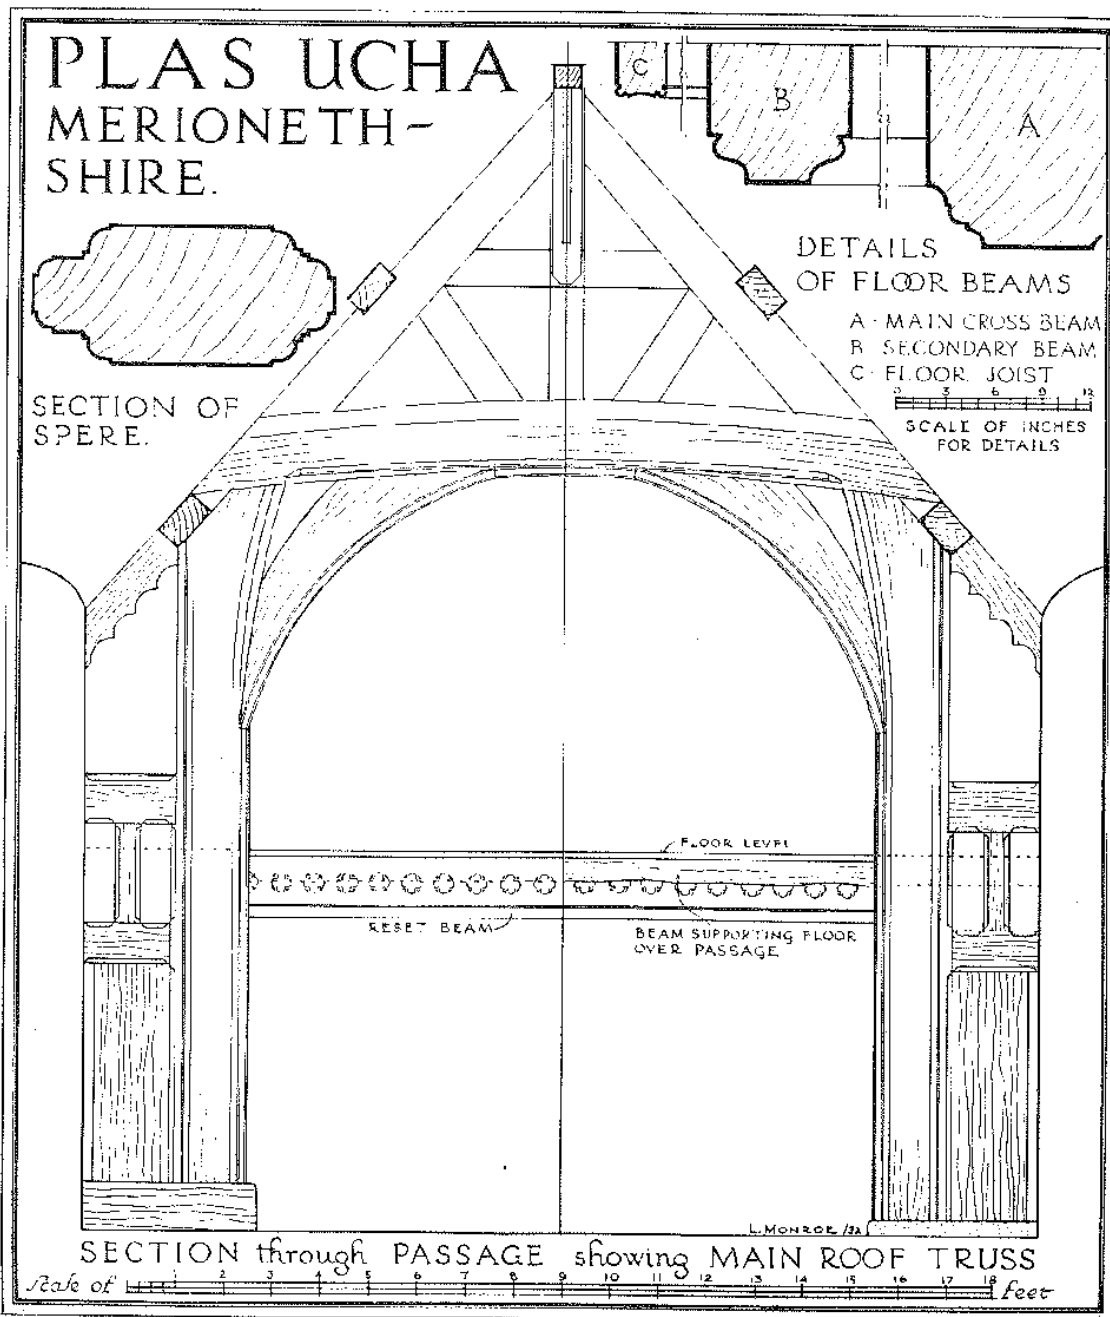 PLAS UCHA
MERIONETH-
SHIRE.
C
B
A
DETAILS
OF FLOOR BEAMS
A · MAIN CROSS BEAM
B SECONDARY BEAM
C · FLOOR JOIST
0 3 6 9 12
SCALE OF INCHES
FOR DETAILS
SECTION OF
SPERE.
FLOOR LEVEL
RESET BEAM
BEAM SUPPORTING FLOOR
OVER PASSAGE
L. MONROE /33
SECTION through PASSAGE showing MAIN ROOF TRUSS
Scale of 1 2 3 4 5 6 7 8 9 10 11 12 13 14 15 16 17 18 feet